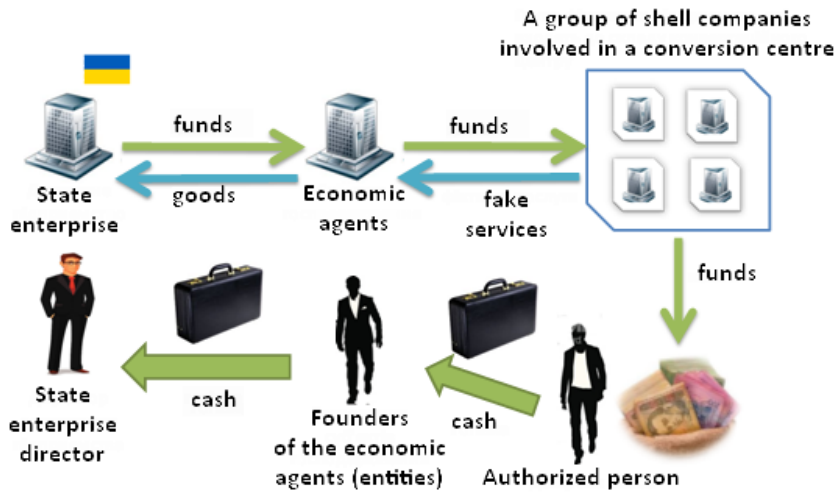 A group of shell companies
involved in a conversion centre
funds
funds
goods
fake
services
State
enterprise
Economic
agents
funds
cash
cash
State
enterprise
director
Founders
of the economic
agents (entities)
Authorized person